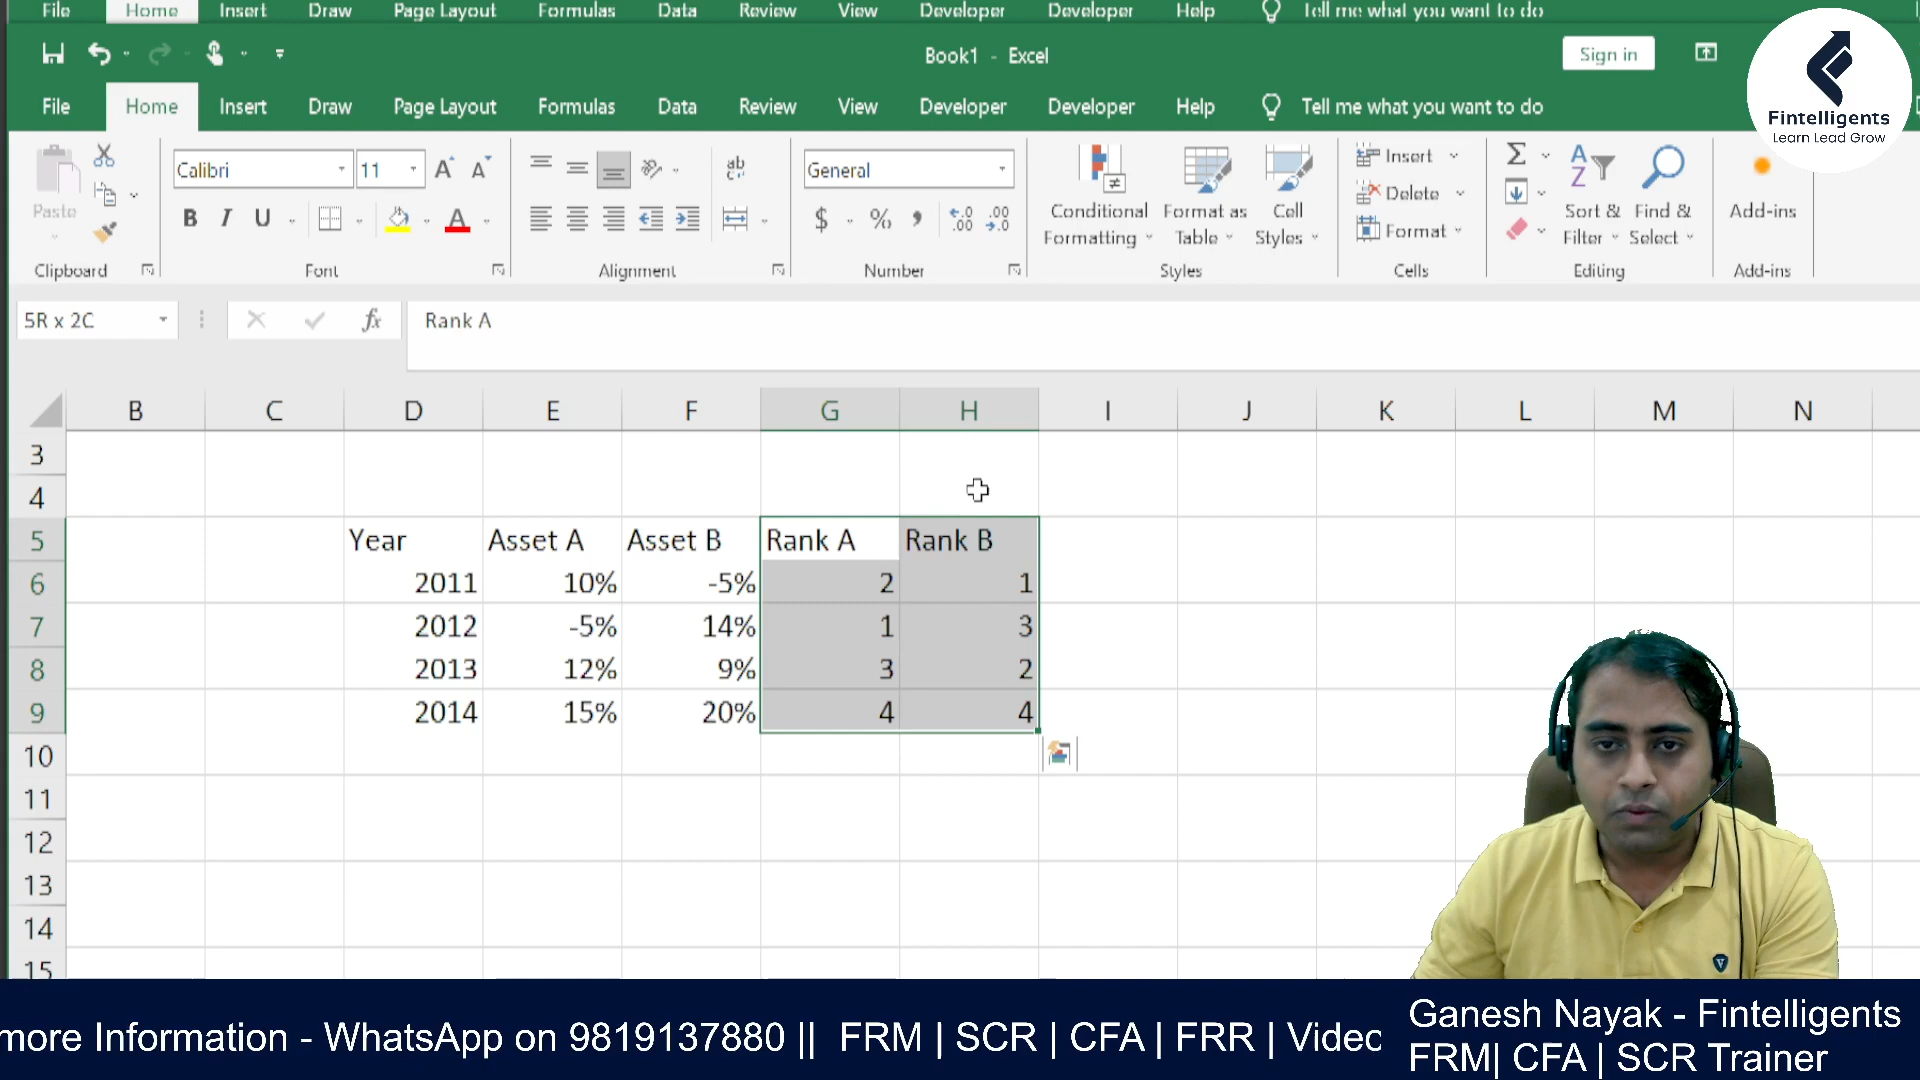 File Home Insert Draw Page Layout Formulas Data Review View Developer Developer Help Tell me what you want to do
Book1 - Excel
Sign in
File Home Insert Draw Page Layout Formulas Data Review View Developer Developer Help Tell me what you want to do
Fintelligents
Learn Lead Grow
Calibri 11
General
Paste
B I U
ab
$ % ,
Conditional Formatting
Format as Table
Cell Styles
Insert
Delete
Format
Sort & Filter
Find & Select
Add-ins
Clipboard Font Alignment Number Styles Cells Editing Add-ins
5R x 2C fx Rank A
B C D E F G H I J K L M N
3
4
5 Year Asset A Asset B Rank A Rank B
6 2011 10% -5% 2 1
7 2012 -5% 14% 1 3
8 2013 12% 9% 3 2
9 2014 15% 20% 4 4
10
11
12
13
14
15
more Information - WhatsApp on 9819137880 || FRM | SCR | CFA | FRR | Videc
Ganesh Nayak - Fintelligents
FRM| CFA | SCR Trainer